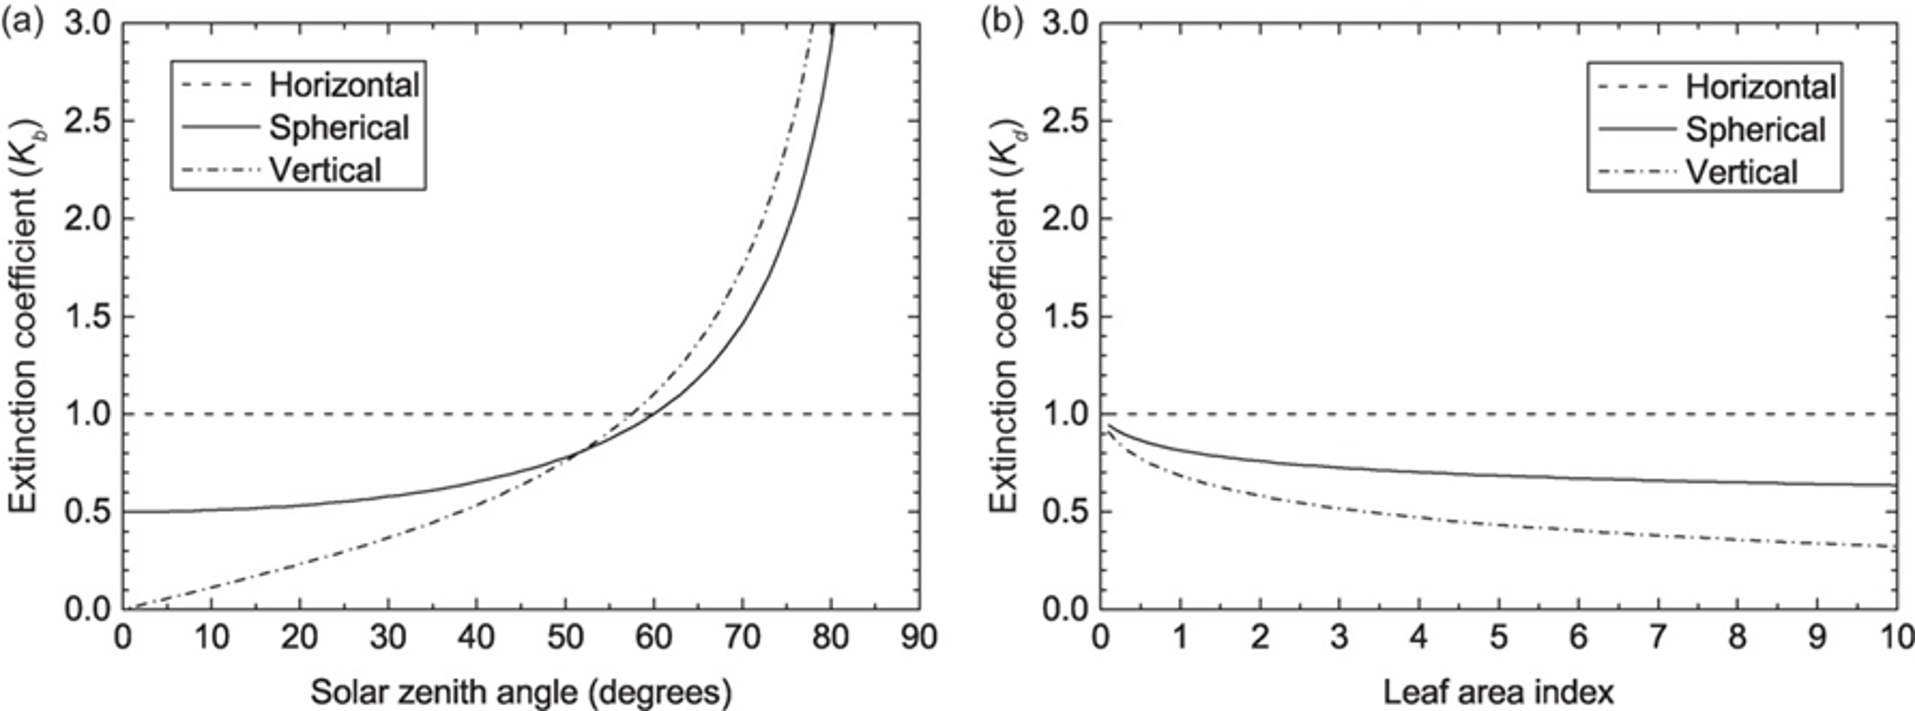 (a)
3.0
2.5
2.0
1.5
1.0
0.5
0.0
Extinction coefficient (K_b)
Horizontal
Spherical
Vertical
0 10 20 30 40 50 60 70 80 90
Solar zenith angle (degrees)
(b)
3.0
2.5
2.0
1.5
1.0
0.5
0.0
Extinction coefficient (K_d)
Horizontal
Spherical
Vertical
0 1 2 3 4 5 6 7 8 9 10
Leaf area index